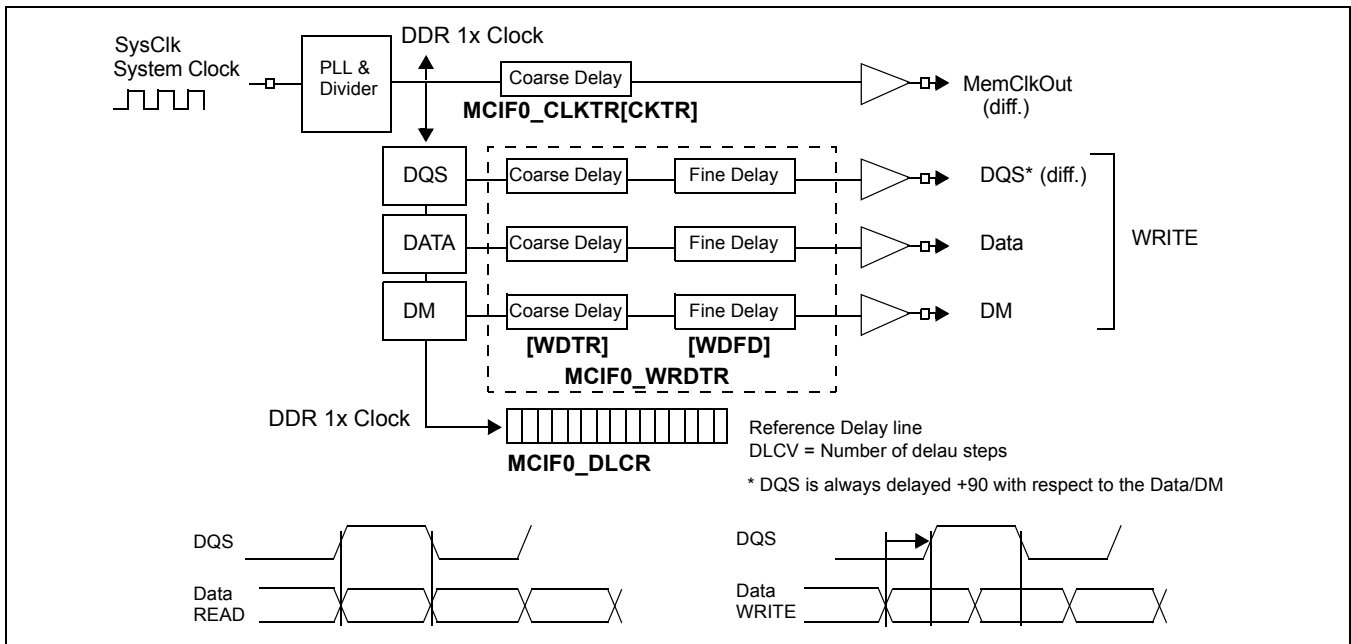 SysClk
System Clock
PLL &
Divider
DDR 1x Clock
Coarse Delay
MCIF0_CLKTR[CKTR]
MemClkOut
(diff.)
DQS
Coarse Delay
Fine Delay
DQS* (diff.)
DATA
Coarse Delay
Fine Delay
Data
WRITE
DM
Coarse Delay
Fine Delay
DM
[WDTR]
[WDFD]
MCIF0_WRDTR
DDR 1x Clock
MCIF0_DLCR
Reference Delay line
DLCV = Number of delau steps
* DQS is always delayed +90 with respect to the Data/DM
DQS
Data
READ
DQS
Data
WRITE